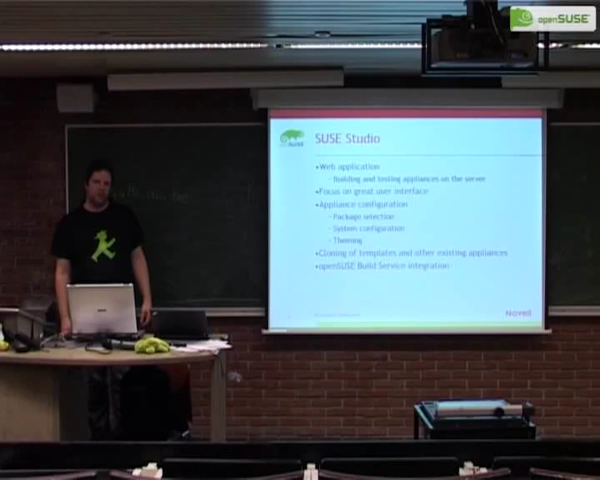 openSUSE
SUSE Studio
•Web application
- Building and testing appliances on the server
•Focus on great user interface
•Appliance configuration
- Package selection
- System configuration
- Theming
•Cloning of templates and other existing appliances
•openSUSE Build Service integration
Novell